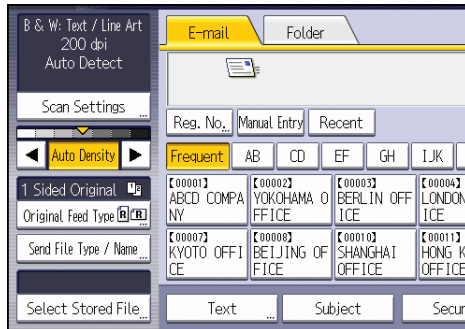 B & W: Text / Line Art
200 dpi
Auto Detect
Scan Settings
Auto Density
1 Sided Original
Original Feed Type
Send File Type / Name
Select Stored File
E-mail Folder
Reg. No. Manual Entry Recent
Frequent AB CD EF GH IJK
[00001] [00002] [00003] [00004]
ABCD COMPA YOKOHAMA O BERLIN OFF LONDON
NY FFICE ICE ICE
[00007] [00008] [00010] [00011]
KYOTO OFFI BEIJING OF SHANGHAI HONG K
CE FICE OFFICE OFFICE
Text Subject Secur